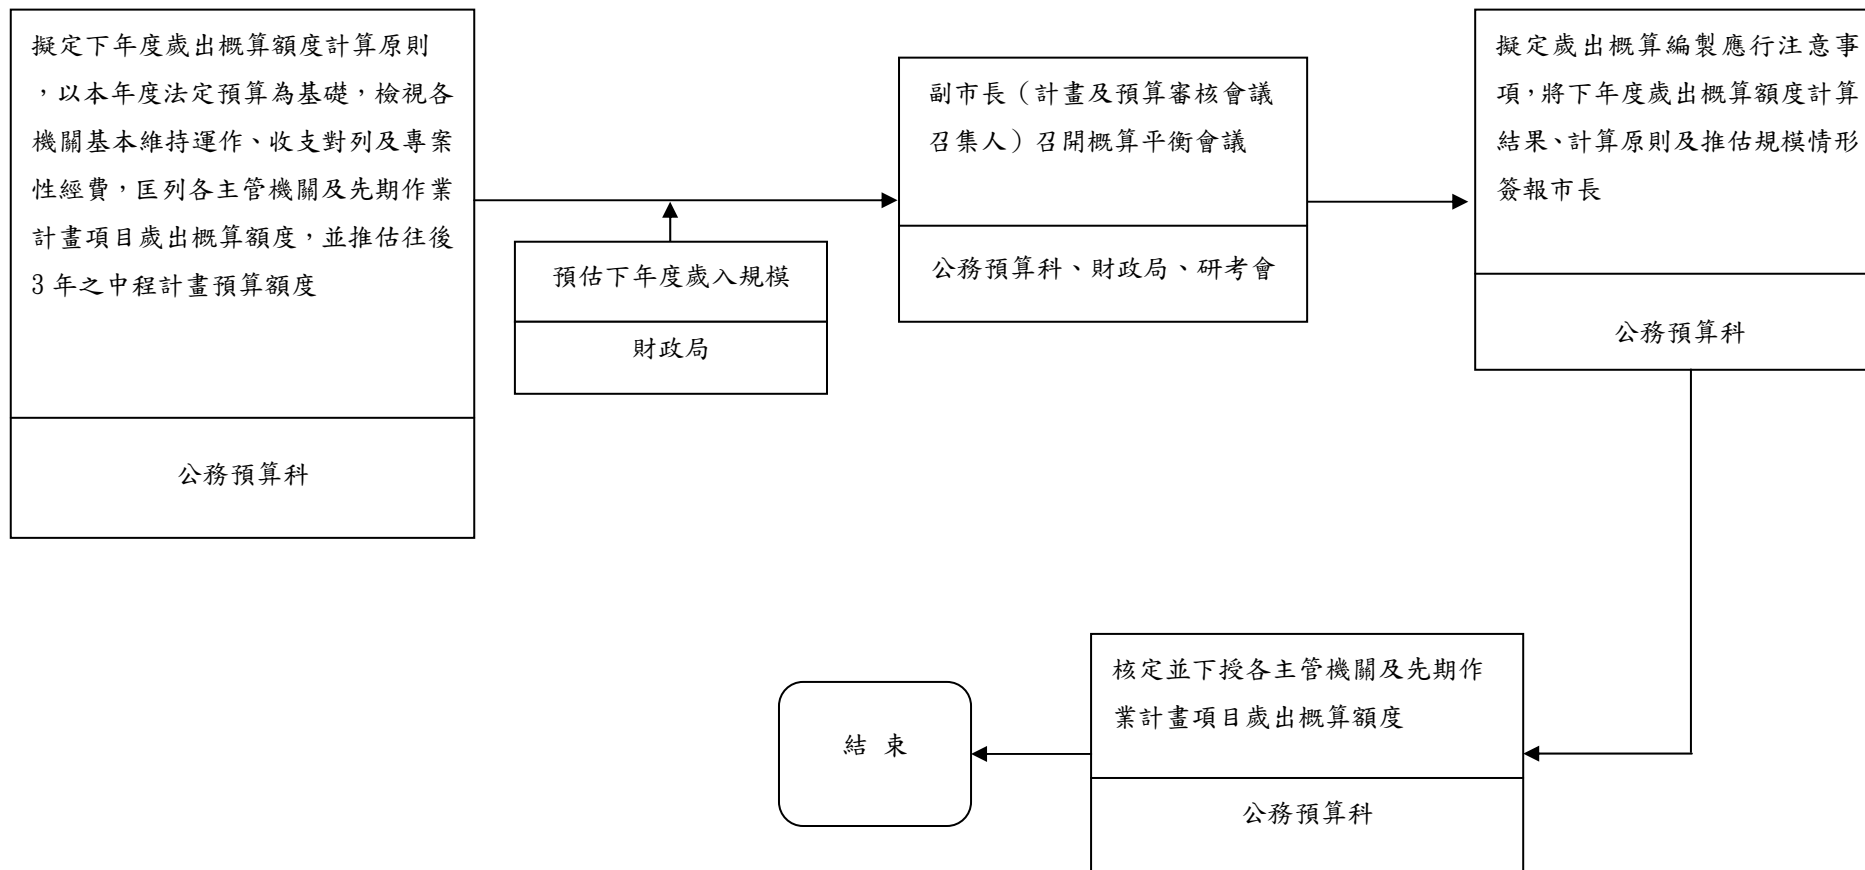 擬定下年度歲出概算額度計算原則
，以本年度法定預算為基礎，檢視各
機關基本維持運作、收支對列及專案
性經費，匡列各主管機關及先期作業
計畫項目歲出概算額度，並推估往後
3 年之中程計畫預算額度
公務預算科
預估下年度歲入規模
財政局
副市長（計畫及預算審核會議
召集人）召開概算平衡會議
公務預算科、財政局、研考會
擬定歲出概算編製應行注意事
項，將下年度歲出概算額度計算
結果、計算原則及推估規模情形
簽報市長
公務預算科
核定並下授各主管機關及先期作
業計畫項目歲出概算額度
公務預算科
結 束